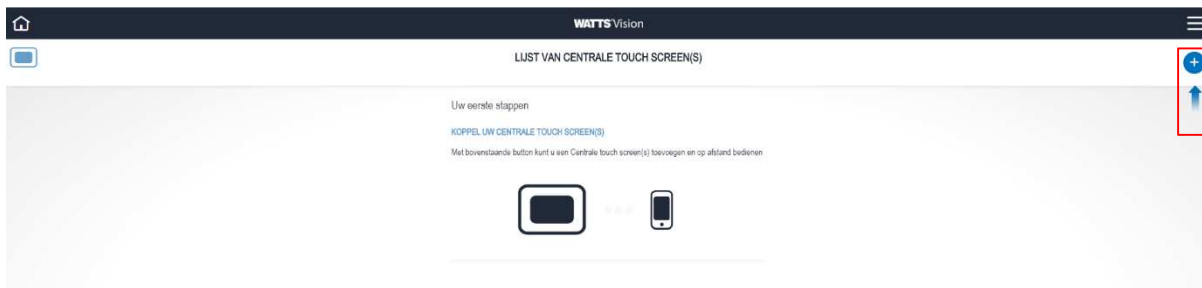 WATTS Vision
LIJST VAN CENTRALE TOUCH SCREEN(S)
Uw eerste stappen
KOPPEL UW CENTRALE TOUCH SCREEN(S)
Met bovenstaande button kunt u een Centrale touch screen(s) toevoegen en op afstand bedienen